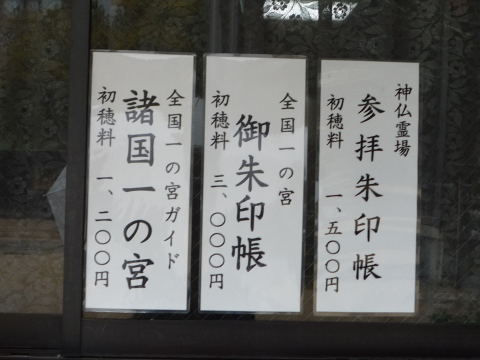 神仏霊場
参拝朱印帳
初穂料 一、五〇〇円
全国一の宮
御朱印帳
初穂料 三、〇〇〇円
全国一の宮ガイド
諸国一の宮
初穂料 一、二〇〇円